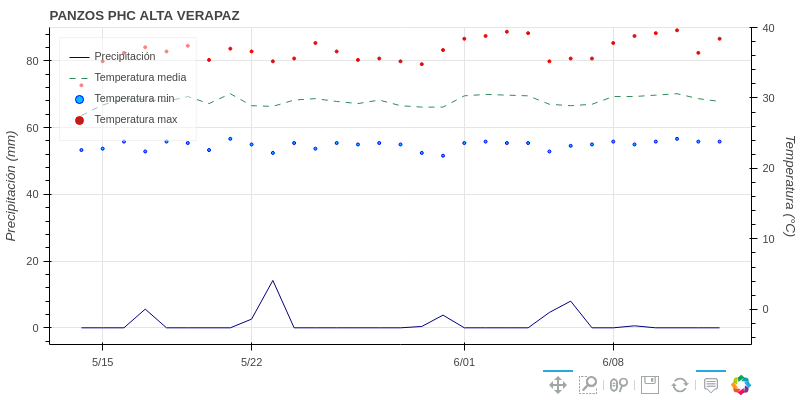 PANZOS PHC ALTA VERAPAZ
Precipitación
Temperatura media
Temperatura min
Temperatura max
Precipitación (mm)
80
60
40
20
0
Temperatura (°C)
40
30
20
10
0
5/15
5/22
6/01
6/08